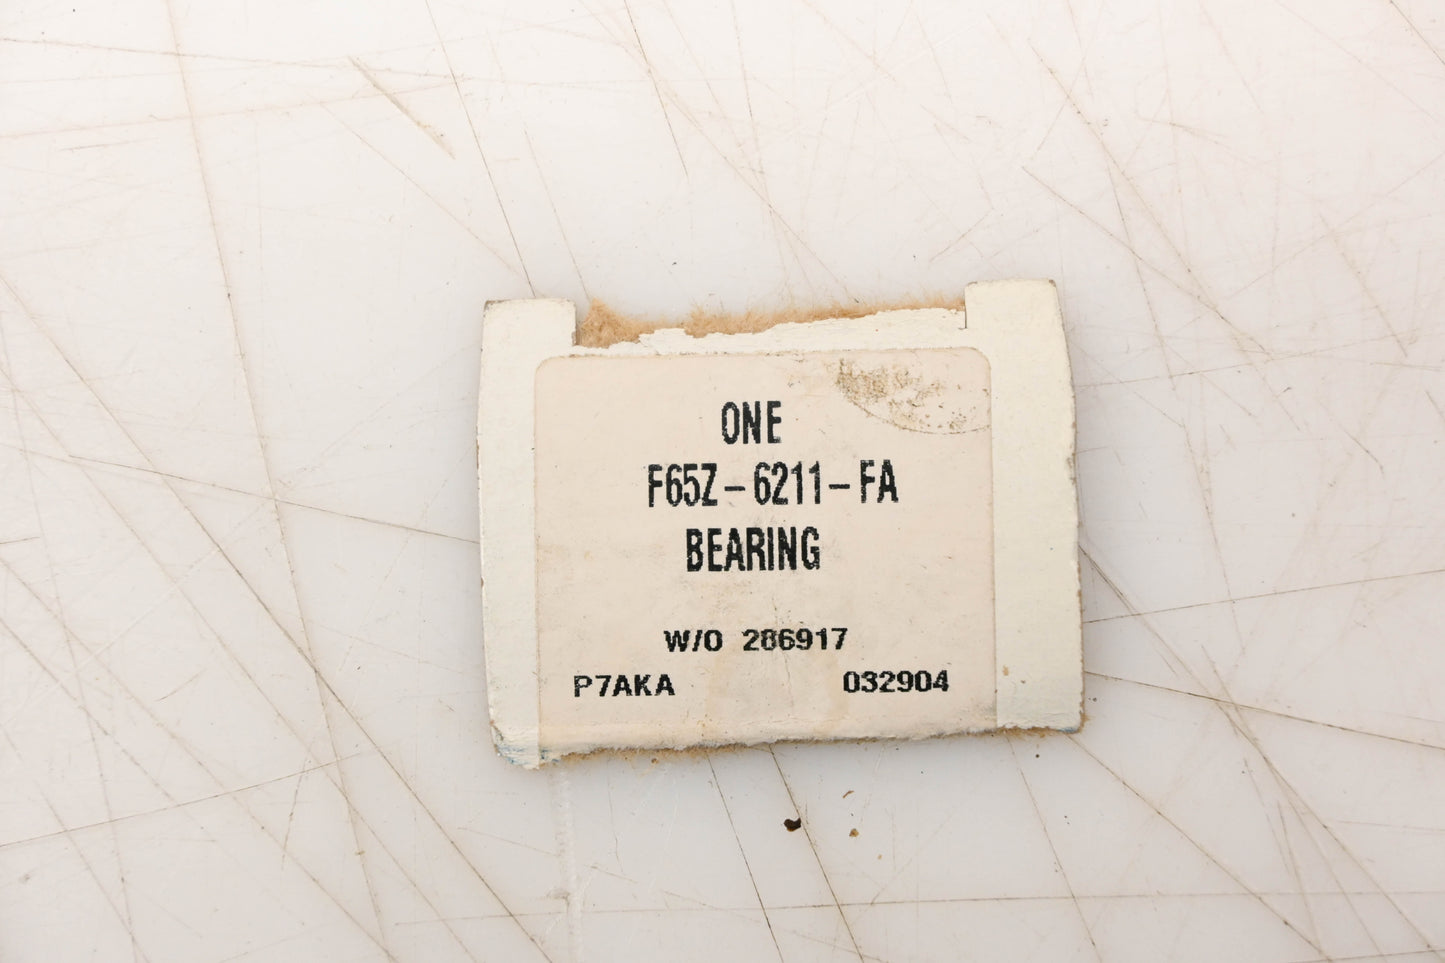 ONE
F65Z-6211-FA
BEARING
W/O 286917
P7AKA 032904